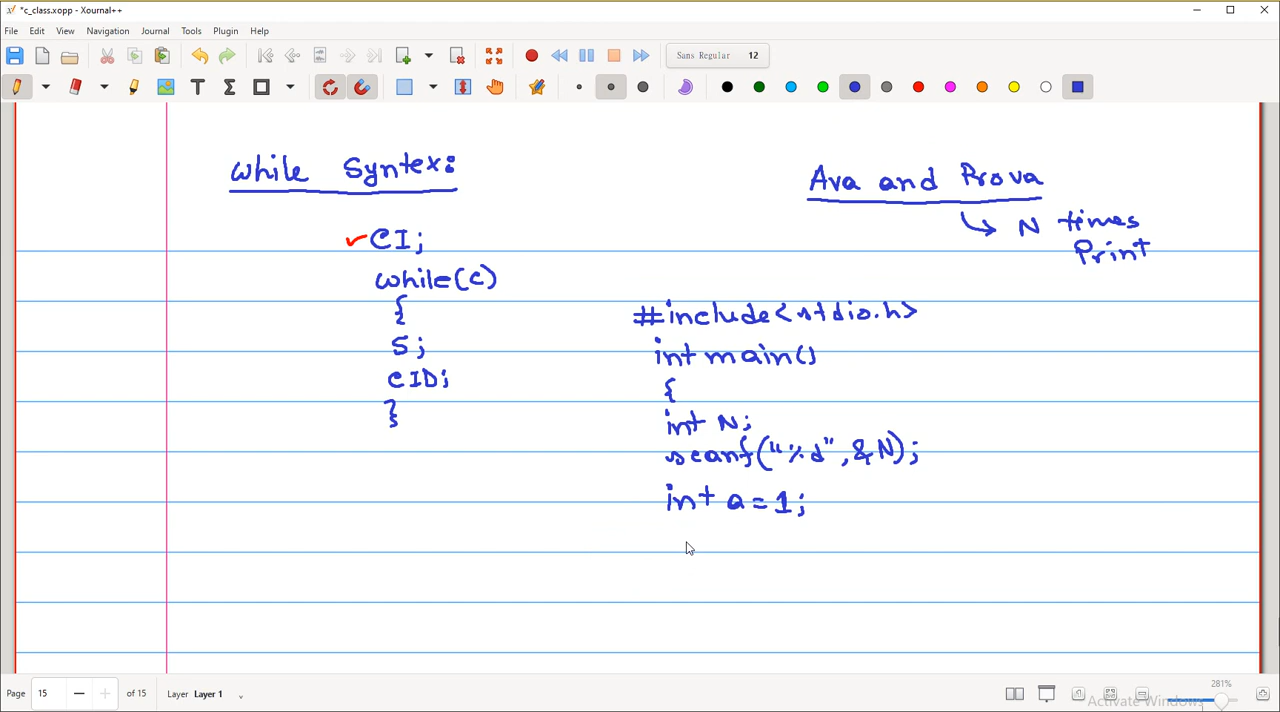 *c_class.xopp - Xournal++
File Edit View Navigation Journal Tools Plugin Help
Sans Regular 12
While Syntex:
CI;
while(c)
{
S;
CID;
}
Ava and Prova
N times
Print
#include<stdio.h>
int main()
{
int N;
scanf("%d",&N);
int a=1;
Page 15 of 15 Layer Layer 1
281%
Activate Windows